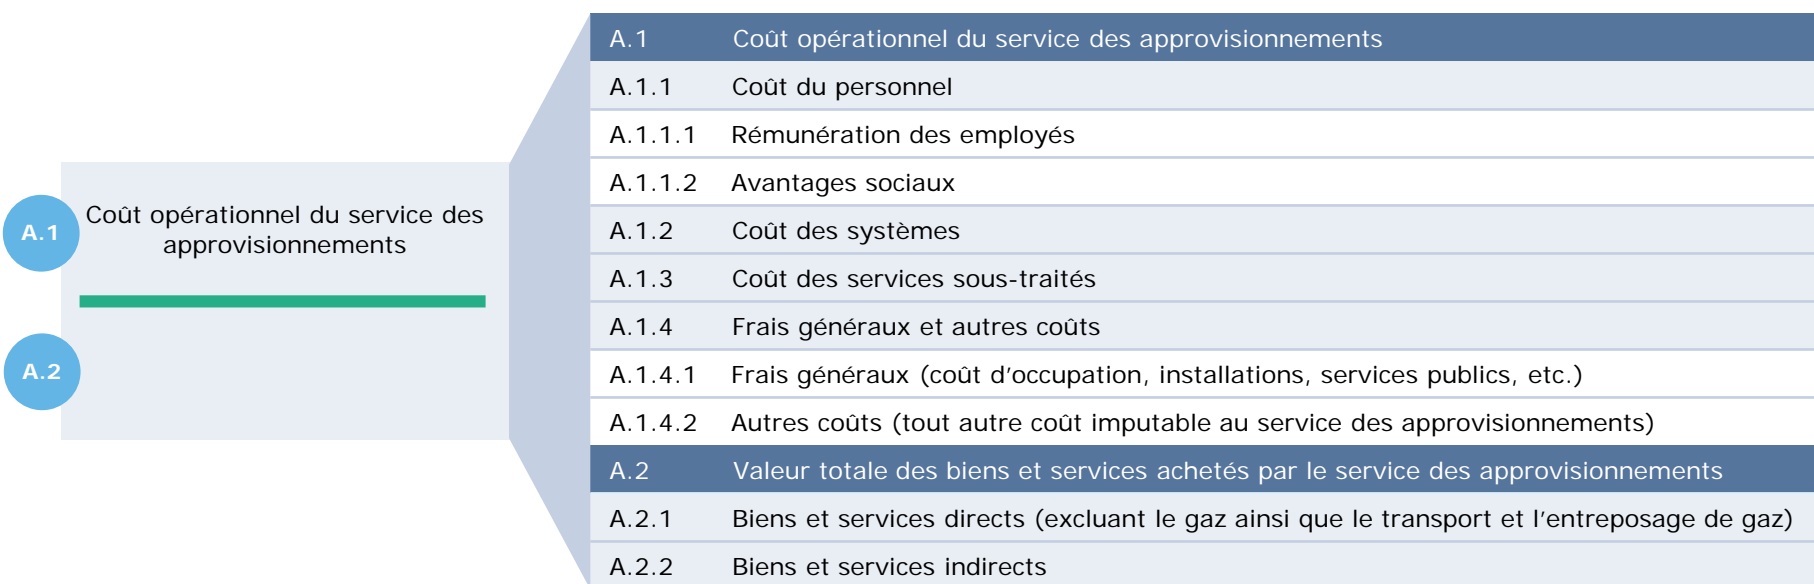 A.1
Coût opérationnel du service des
approvisionnements
A.2
A.1 Coût opérationnel du service des approvisionnements
A.1.1 Coût du personnel
A.1.1.1 Rémunération des employés
A.1.1.2 Avantages sociaux
A.1.2 Coût des systèmes
A.1.3 Coût des services sous-traités
A.1.4 Frais généraux et autres coûts
A.1.4.1 Frais généraux (coût d’occupation, installations, services publics, etc.)
A.1.4.2 Autres coûts (tout autre coût imputable au service des approvisionnements)
A.2 Valeur totale des biens et services achetés par le service des approvisionnements
A.2.1 Biens et services directs (excluant le gaz ainsi que le transport et l’entreposage de gaz)
A.2.2 Biens et services indirects